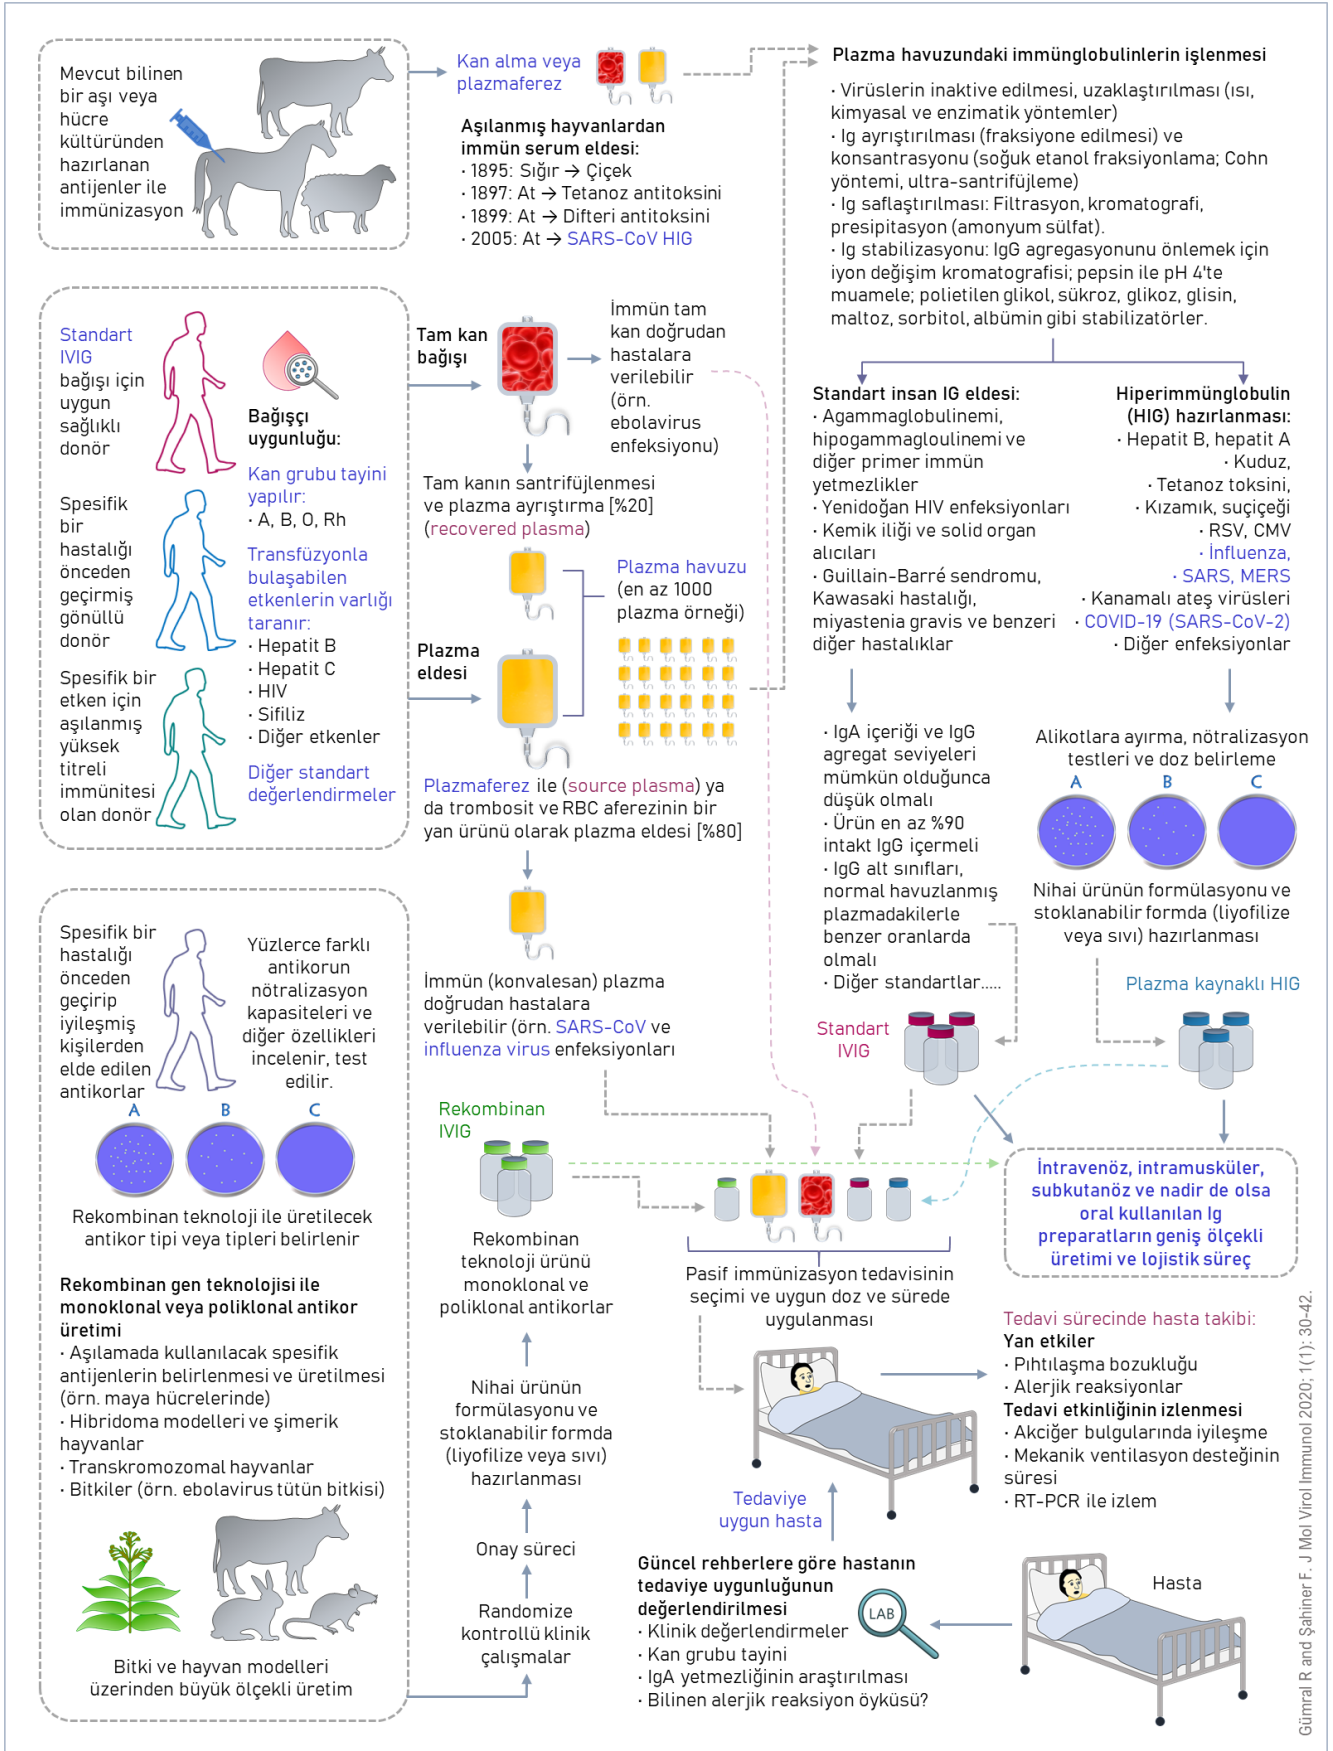 Mevcut bilinen
bir aşı veya
hücre
kültüründen
hazırlanan
antijenler ile
immünizasyon
Kan alma veya
plazmaferez
Aşılanmış hayvanlardan
immün serum eldesi:
· 1895: Sığır → Çiçek
· 1897: At → Tetanoz antitoksini
· 1899: At → Difteri antitoksini
· 2005: At → SARS-CoV HIG
Plazma havuzundaki immünglobulinlerin işlenmesi
· Virüslerin inaktive edilmesi, uzaklaştırılması (ısı,
kimyasal ve enzimatik yöntemler)
· Ig ayrıştırılması (fraksiyone edilmesi) ve
konsantrasyonu (soğuk etanol fraksiyonlama; Cohn
yöntemi, ultra-santrifüjleme)
· Ig saflaştırılması: Filtrasyon, kromatografi,
presipitasyon (amonyum sülfat).
· Ig stabilizasyonu: IgG agregasyonunu önlemek için
iyon değişim kromatografisi; pepsin ile pH 4'te
muamele; polietilen glikol, sükroz, glikoz, glisin,
maltoz, sorbitol, albümin gibi stabilizatörler.
Standart
IVIG
bağışı için
uygun
sağlıklı
donör
Spesifik
bir
hastalığı
önceden
geçirmiş
gönüllü
donör
Spesifik bir
etken için
aşılanmış
yüksek
titreli
immünitesi
olan donör
Bağışçı
uygunluğu:
Kan grubu tayini
yapılır:
· A, B, O, Rh
Transfüzyonla
bulaşabilen
etkenlerin varlığı
taranır:
· Hepatit B
· Hepatit C
· HIV
· Sifiliz
· Diğer etkenler
Diğer standart
değerlendirmeler
Tam kan
bağışı
İmmün tam
kan doğrudan
hastalara
verilebilir
(örn.
ebolavirus
enfeksiyonu)
Tam kanın santrifüjlenmesi
ve plazma ayrıştırma [%20]
(recovered plasma)
Plazma havuzu
(en az 1000
plazma örneği)
Plazma
eldesi
Plazmaferez ile (source plasma) ya
da trombosit ve RBC aferezinin bir
yan ürünü olarak plazma eldesi [%80]
İmmün (konvalesan) plazma
doğrudan hastalara
verilebilir (örn. SARS-CoV ve
influenza virus enfeksiyonları
Standart insan IG eldesi:
· Agammaglobulinemi,
hipogammagloulinemi ve
diğer primer immün
yetmezlikler
· Yenidoğan HIV enfeksiyonları
· Kemik iliği ve solid organ
alıcıları
· Guillain-Barré sendromu,
Kawasaki hastalığı,
miyastenia gravis ve benzeri
diğer hastalıklar
Hiperimmünglobulin
(HIG) hazırlanması:
· Hepatit B, hepatit A
· Kuduz,
· Tetanoz toksini,
· Kızamık, suçiçeği
· RSV, CMV
· İnfluenza,
· SARS, MERS
· Kanamalı ateş virüsleri
· COVID-19 (SARS-CoV-2)
· Diğer enfeksiyonlar
· IgA içeriği ve IgG
agregat seviyeleri
mümkün olduğunca
düşük olmalı
· Ürün en az %90
intakt IgG içermeli
· IgG alt sınıfları,
normal havuzlanmış
plazmadakilerle
benzer oranlarda
olmalı
· Diğer standartlar.....
Alikotlara ayırma, nötralizasyon
testleri ve doz belirleme
A B C
Nihai ürünün formülasyonu ve
stoklanabilir formda (liyofilize
veya sıvı) hazırlanması
Plazma kaynaklı HIG
Standart
IVIG
Spesifik bir
hastalığı
önceden
geçirip
iyileşmiş
kişilerden
elde edilen
antikorlar
Yüzlerce farklı
antikorun
nötralizasyon
kapasiteleri ve
diğer özellikleri
incelenir, test
edilir.
A B C
Rekombinan teknoloji ile üretilecek
antikor tipi veya tipleri belirlenir
Rekombinan gen teknolojisi ile
monoklonal veya poliklonal antikor
üretimi
· Aşılamada kullanılacak spesifik
antijenlerin belirlenmesi ve üretilmesi
(örn. maya hücrelerinde)
· Hibridoma modelleri ve şimerik
hayvanlar
· Transkromozomal hayvanlar
· Bitkiler (örn. ebolavirus tütün bitkisi)
Bitki ve hayvan modelleri
üzerinden büyük ölçekli üretim
Rekombinan
IVIG
Rekombinan
teknoloji ürünü
monoklonal ve
poliklonal antikorlar
Nihai ürünün
formülasyonu ve
stoklanabilir formda
(liyofilize veya sıvı)
hazırlanması
Onay süreci
Randomize
kontrollü klinik
çalışmalar
İntravenöz, intramusküler,
subkutanöz ve nadir de olsa
oral kullanılan Ig
preparatların geniş ölçekli
üretimi ve lojistik süreç
Pasif immünizasyon tedavisinin
seçimi ve uygun doz ve sürede
uygulanması
Tedavi sürecinde hasta takibi:
Yan etkiler
· Pıhtılaşma bozukluğu
· Alerjik reaksiyonlar
Tedavi etkinliğinin izlenmesi
· Akciğer bulgularında iyileşme
· Mekanik ventilasyon desteğinin
süresi
· RT-PCR ile izlem
Tedaviye
uygun hasta
Güncel rehberlere göre hastanın
tedaviye uygunluğunun
değerlendirilmesi
· Klinik değerlendirmeler
· Kan grubu tayini
· IgA yetmezliğinin araştırılması
· Bilinen alerjik reaksiyon öyküsü?
LAB
Hasta
Gümral R and Şahiner F. J Mol Virol Immunol 2020; 1(1): 30-42.